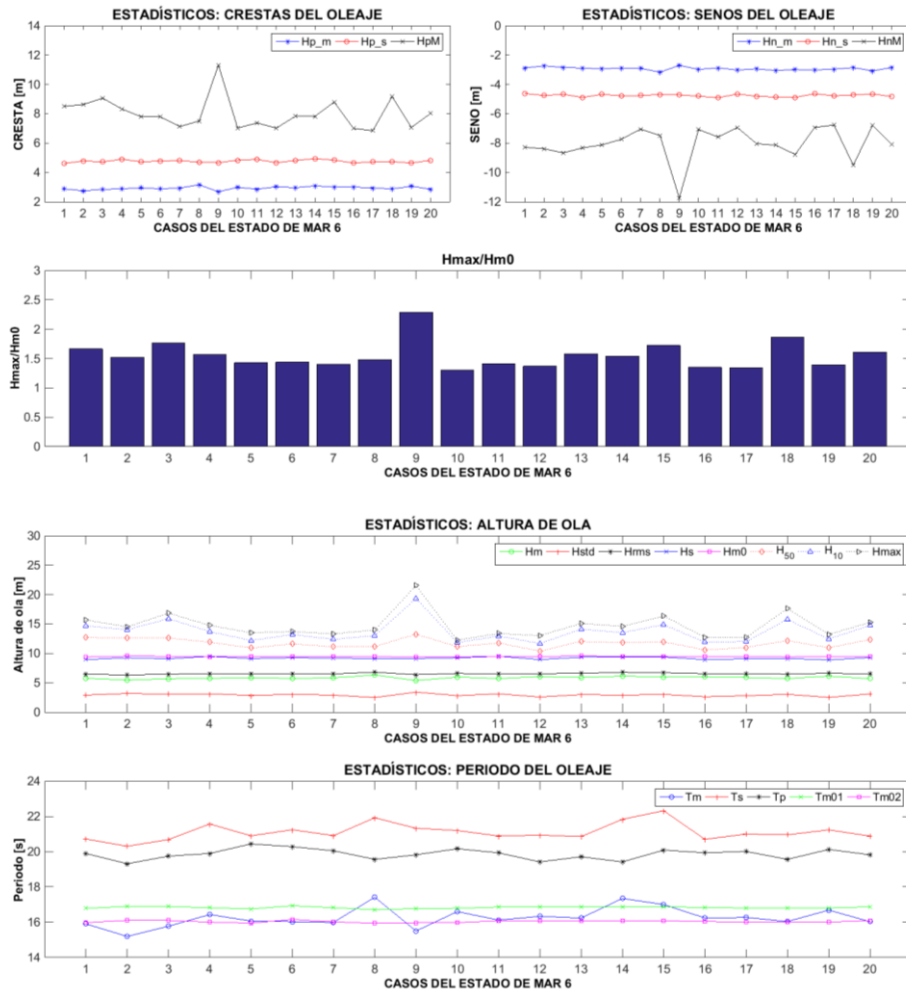 ESTADÍSTICOS: CRESTAS DEL OLEAJE
Hp_m Hp_s HpM
CRESTA [m]
14
12
10
8
6
4
2
1 2 3 4 5 6 7 8 9 10 11 12 13 14 15 16 17 18 19 20
CASOS DEL ESTADO DE MAR 6
ESTADÍSTICOS: SENOS DEL OLEAJE
Hn_m Hn_s HnM
SENO [m]
-0
-2
-4
-6
-8
-10
-12
1 2 3 4 5 6 7 8 9 10 11 12 13 14 15 16 17 18 19 20
CASOS DEL ESTADO DE MAR 6
Hmax/Hm0
Hmax/Hm0
3
2.5
2
1.5
1
0.5
0
1 2 3 4 5 6 7 8 9 10 11 12 13 14 15 16 17 18 19 20
CASOS DEL ESTADO DE MAR 6
ESTADÍSTICOS: ALTURA DE OLA
Hm Hstd Hrms Hs Hm0 H50 H10 Hmax
Altura de ola [m]
30
25
20
15
10
5
0
1 2 3 4 5 6 7 8 9 10 11 12 13 14 15 16 17 18 19 20
CASOS DEL ESTADO DE MAR 6
ESTADÍSTICOS: PERIODO DEL OLEAJE
Tm Ts Tp Tm01 Tm02
Periodo [s]
24
22
20
18
16
14
1 2 3 4 5 6 7 8 9 10 11 12 13 14 15 16 17 18 19 20
CASOS DEL ESTADO DE MAR 6